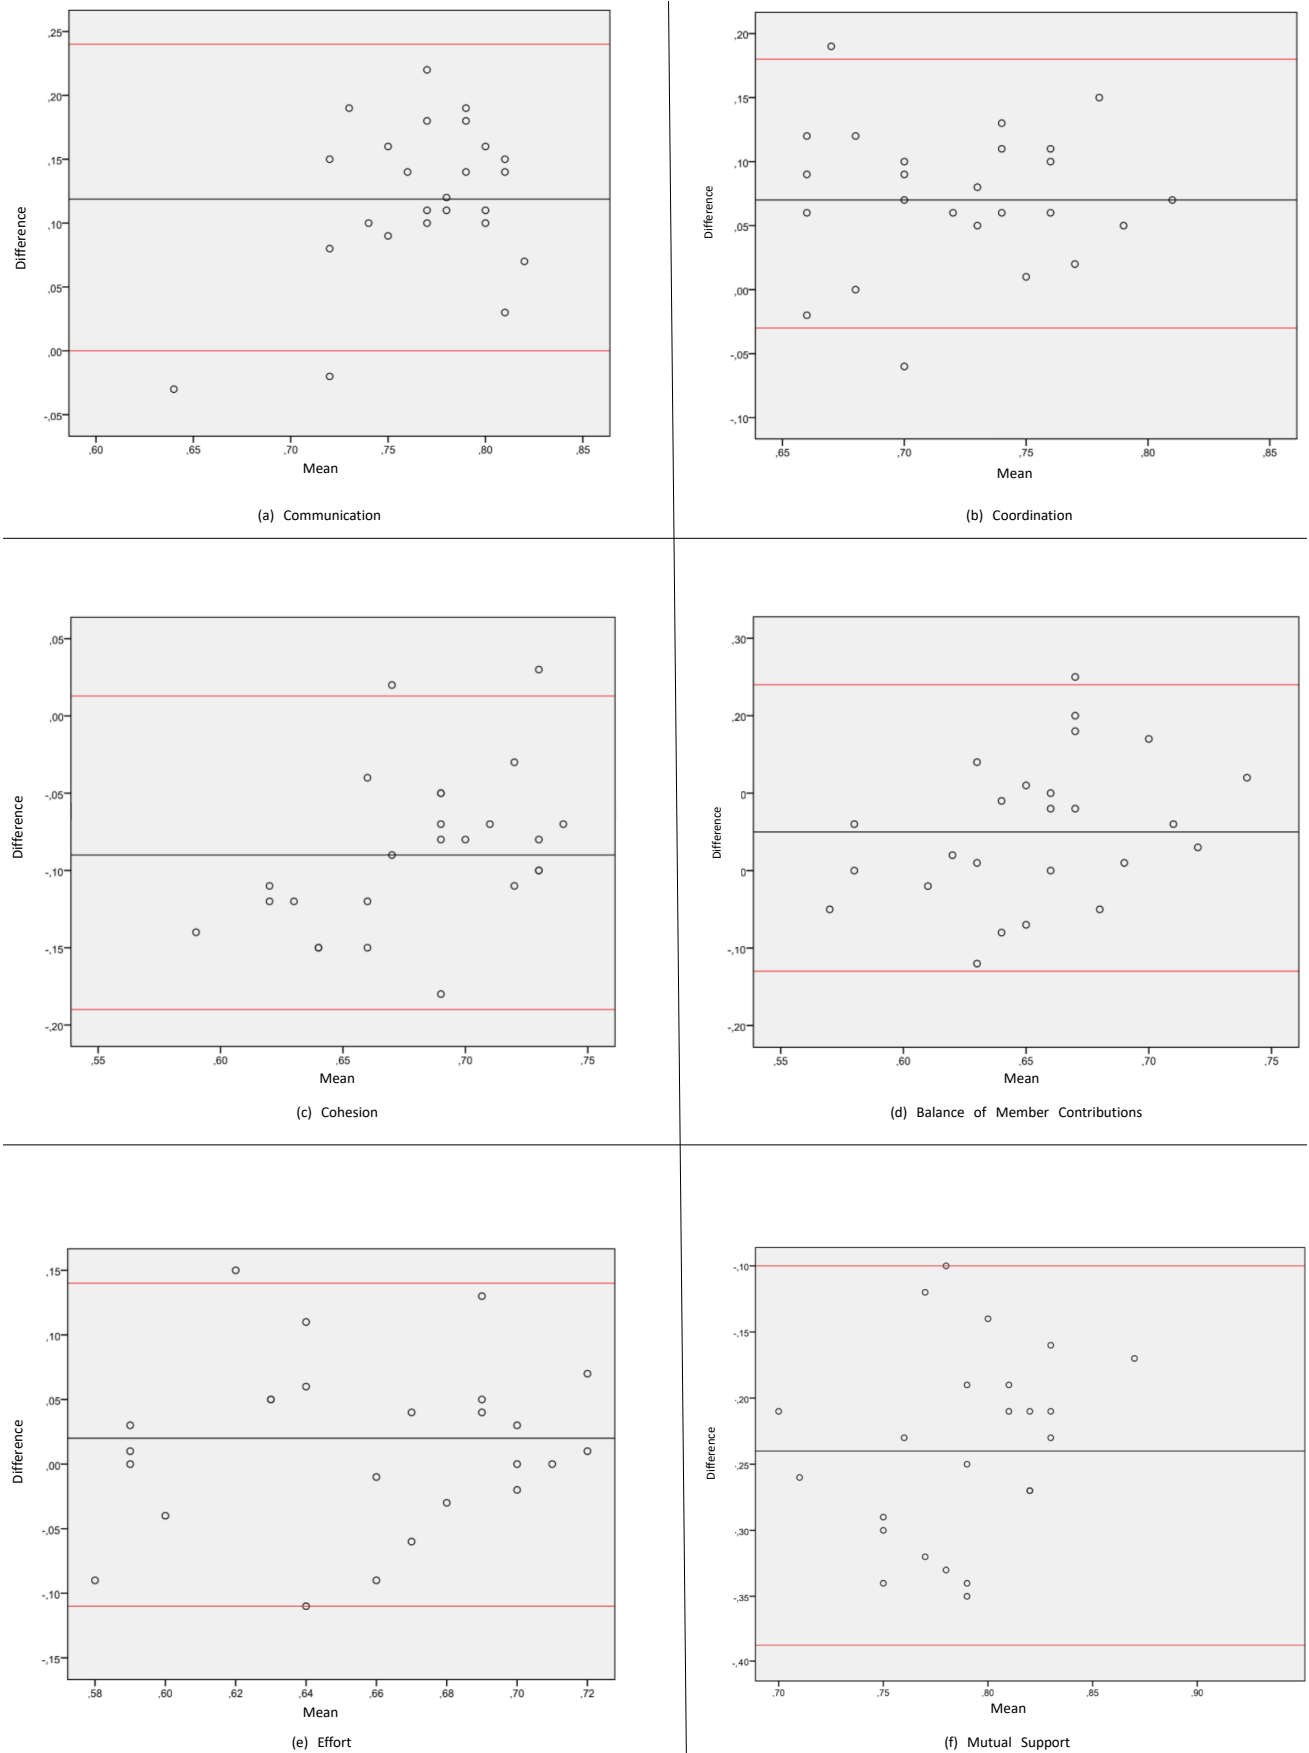 ,25
,20
,15
,10
,05
,00
-,05
Difference
,60 ,65 ,70 ,75 ,80 ,85
Mean
(a) Communication
,20
,15
,10
,05
,00
-,05
-,10
Difference
,65 ,70 ,75 ,80 ,85
Mean
(b) Coordination
,05
,00
-,05
-,10
-,15
-,20
Difference
,55 ,60 ,65 ,70 ,75
Mean
(c) Cohesion
,30
,20
0
0
-,10
-,20
Difference
,55 ,60 ,65 ,70 ,75
Mean
(d) Balance of Member Contributions
,15
,10
,05
,00
-,05
-,10
-,15
Difference
,58 ,60 ,62 ,64 ,66 ,68 ,70 ,72
Mean
(e) Effort
-,10
-,15
-,20
-,25
-,30
-,35
-,40
Difference
,70 ,75 ,80 ,85 ,90
Mean
(f) Mutual Support